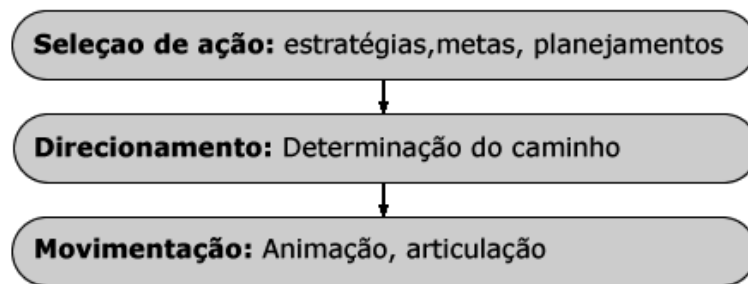 Seleçao de ação: estratégias,metas, planejamentos
Direcionamento: Determinação do caminho
Movimentação: Animação, articulação